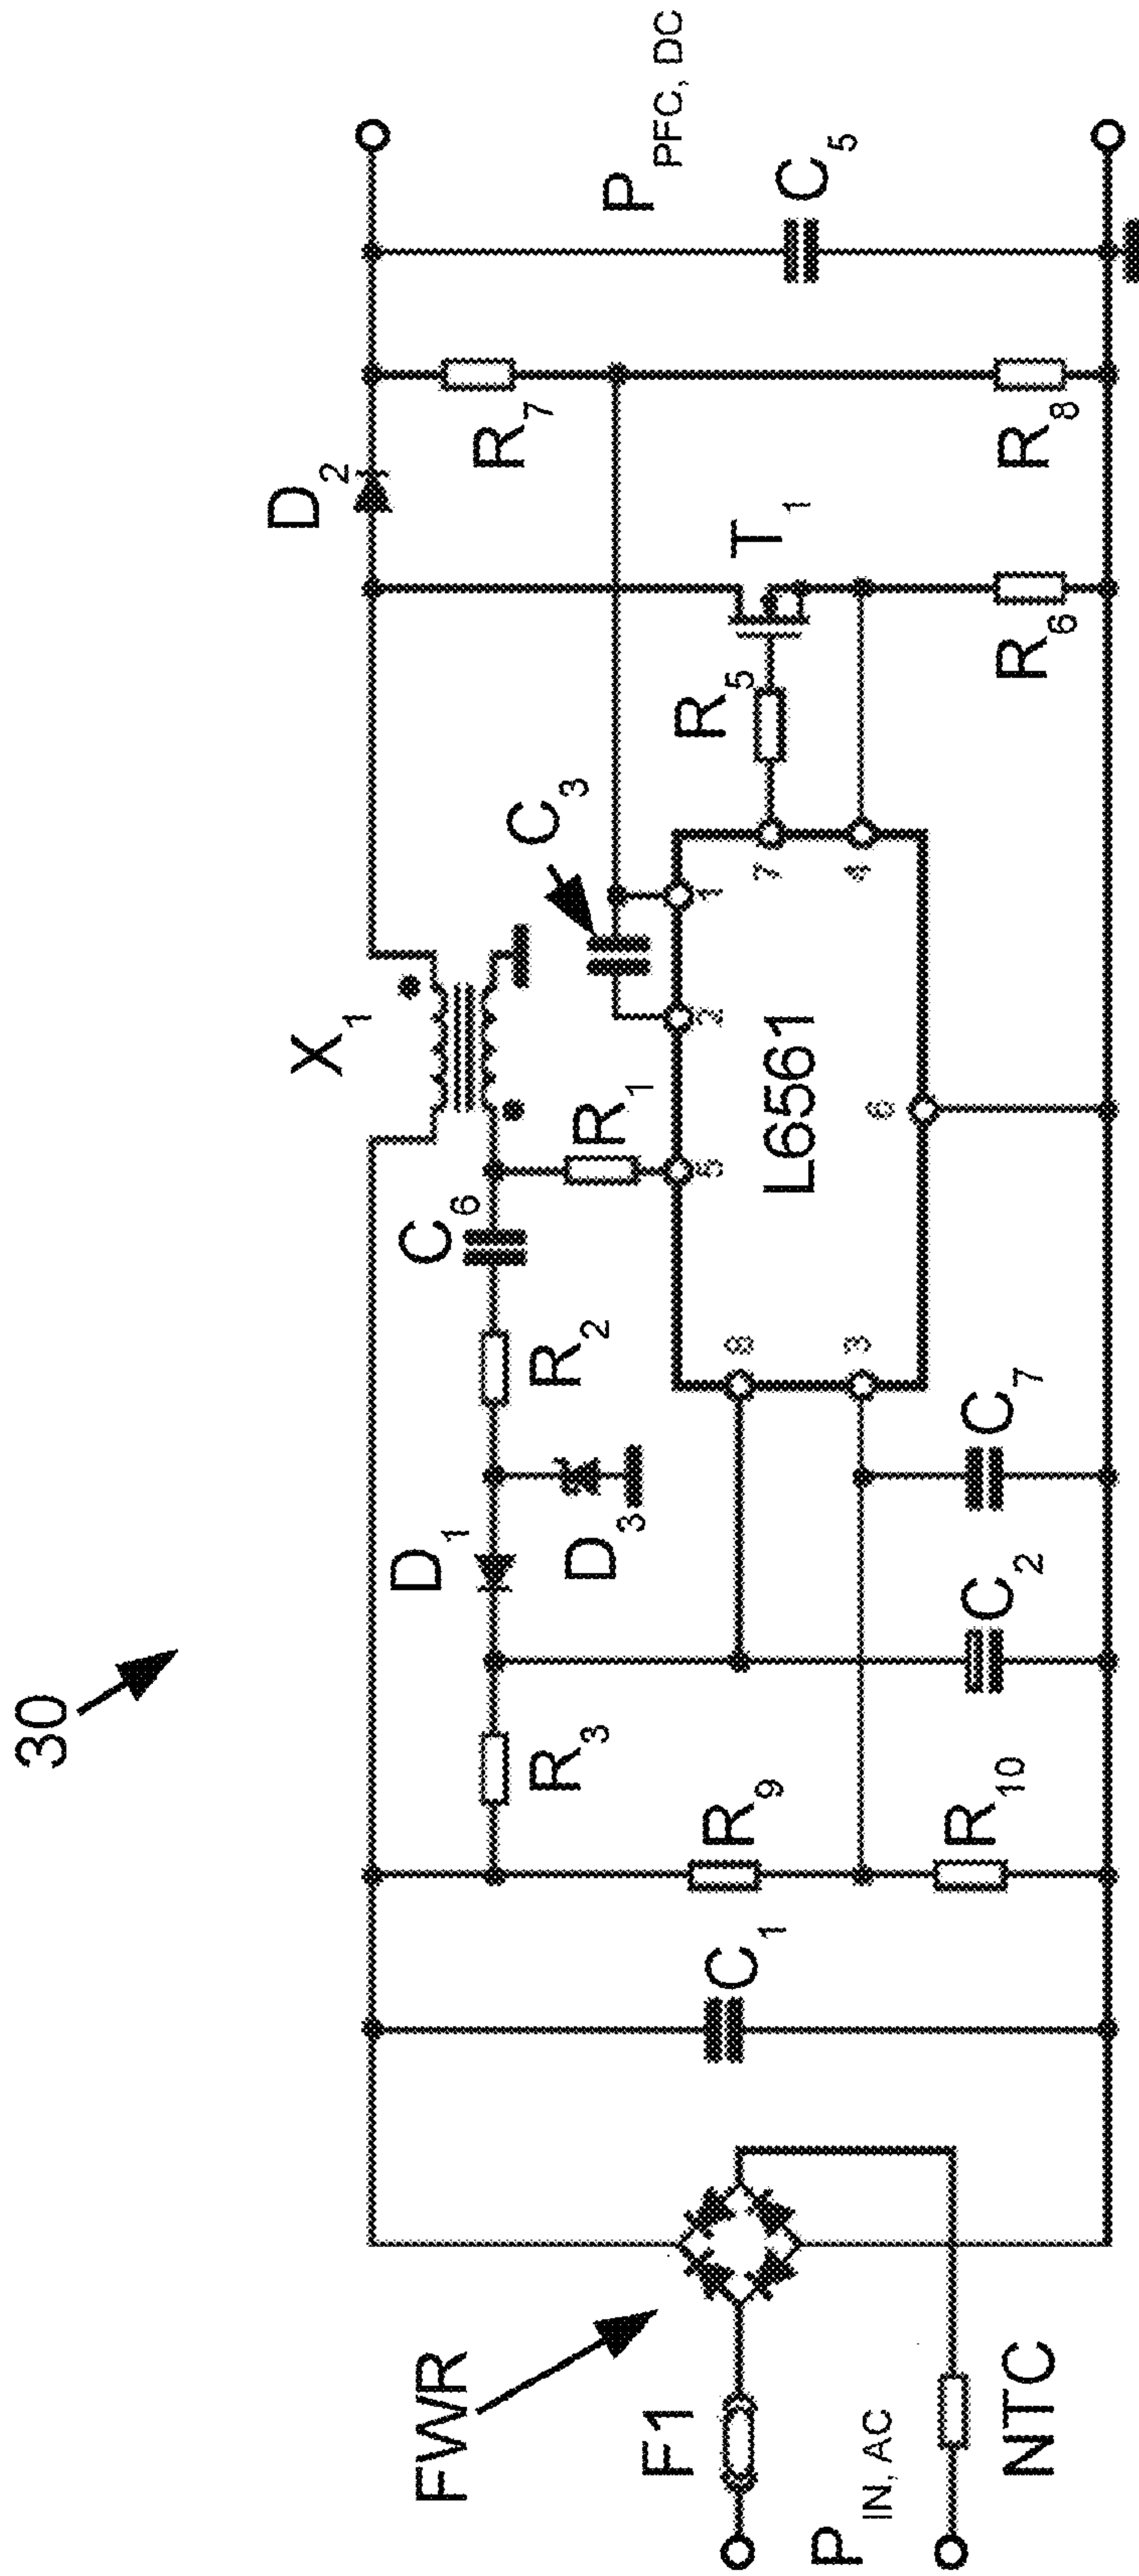 30
FWR
F1
P IN, AC
NTC
C1
R9
R10
R3
D1
D3
C2
C7
R2
C6
R1
X1
C3
8
3
5
2
1
7
4
6
L6561
R5
T1
R6
D2
R7
R8
C5
P PFC, DC